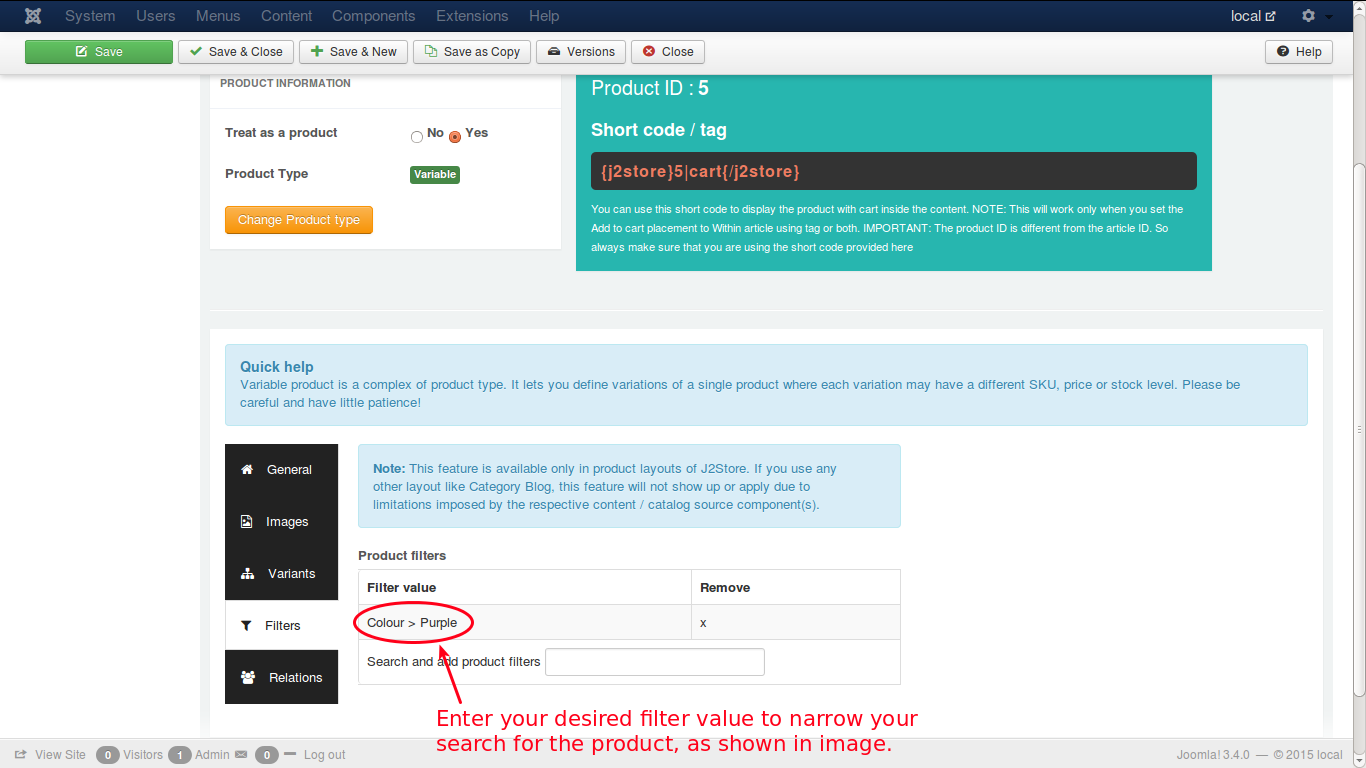 System Users Menus Content Components Extensions Help local
Save Save & Close Save & New Save as Copy Versions Close Help
PRODUCT INFORMATION
Treat as a product No Yes
Product Type Variable
Change Product type
Product ID : 5
Short code / tag
{j2store}5|cart{/j2store}
You can use this short code to display the product with cart inside the content. NOTE: This will work only when you set the
Add to cart placement to Within article using tag or both. IMPORTANT: The product ID is different from the article ID. So
always make sure that you are using the short code provided here
Quick help
Variable product is a complex of product type. It lets you define variations of a single product where each variation may have a different SKU, price or stock level. Please be
careful and have little patience!
General
Images
Variants
Filters
Relations
Note: This feature is available only in product layouts of J2Store. If you use any
other layout like Category Blog, this feature will not show up or apply due to
limitations imposed by the respective content / catalog source component(s).
Product filters
Filter value Remove
Colour > Purple x
Search and add product filters
Enter your desired filter value to narrow your
search for the product, as shown in image.
View Site 0 Visitors 1 Admin 0 Log out Joomla! 3.4.0 — © 2015 local